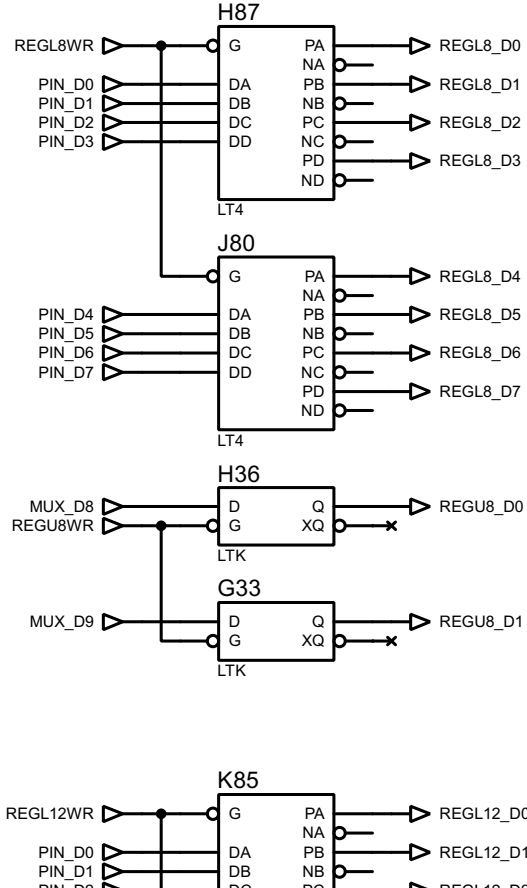 H87
REGL8WR G PA REGL8_D0
NA
PIN_D0 DA PB REGL8_D1
PIN_D1 DB NB
PIN_D2 DC PC REGL8_D2
PIN_D3 DD NC
PD REGL8_D3
ND
LT4
J80
G PA REGL8_D4
NA
PIN_D4 DA PB REGL8_D5
PIN_D5 DB NB
PIN_D6 DC PC REGL8_D6
PIN_D7 DD NC
PD REGL8_D7
ND
LT4
H36
MUX_D8 D Q REGU8_D0
REGU8WR G XQ
LTK
G33
MUX_D9 D Q REGU8_D1
G XQ
LTK
K85
REGL12WR G PA REGL12_D0
NA
PIN_D0 DA PB REGL12_D1
PIN_D1 DB NB